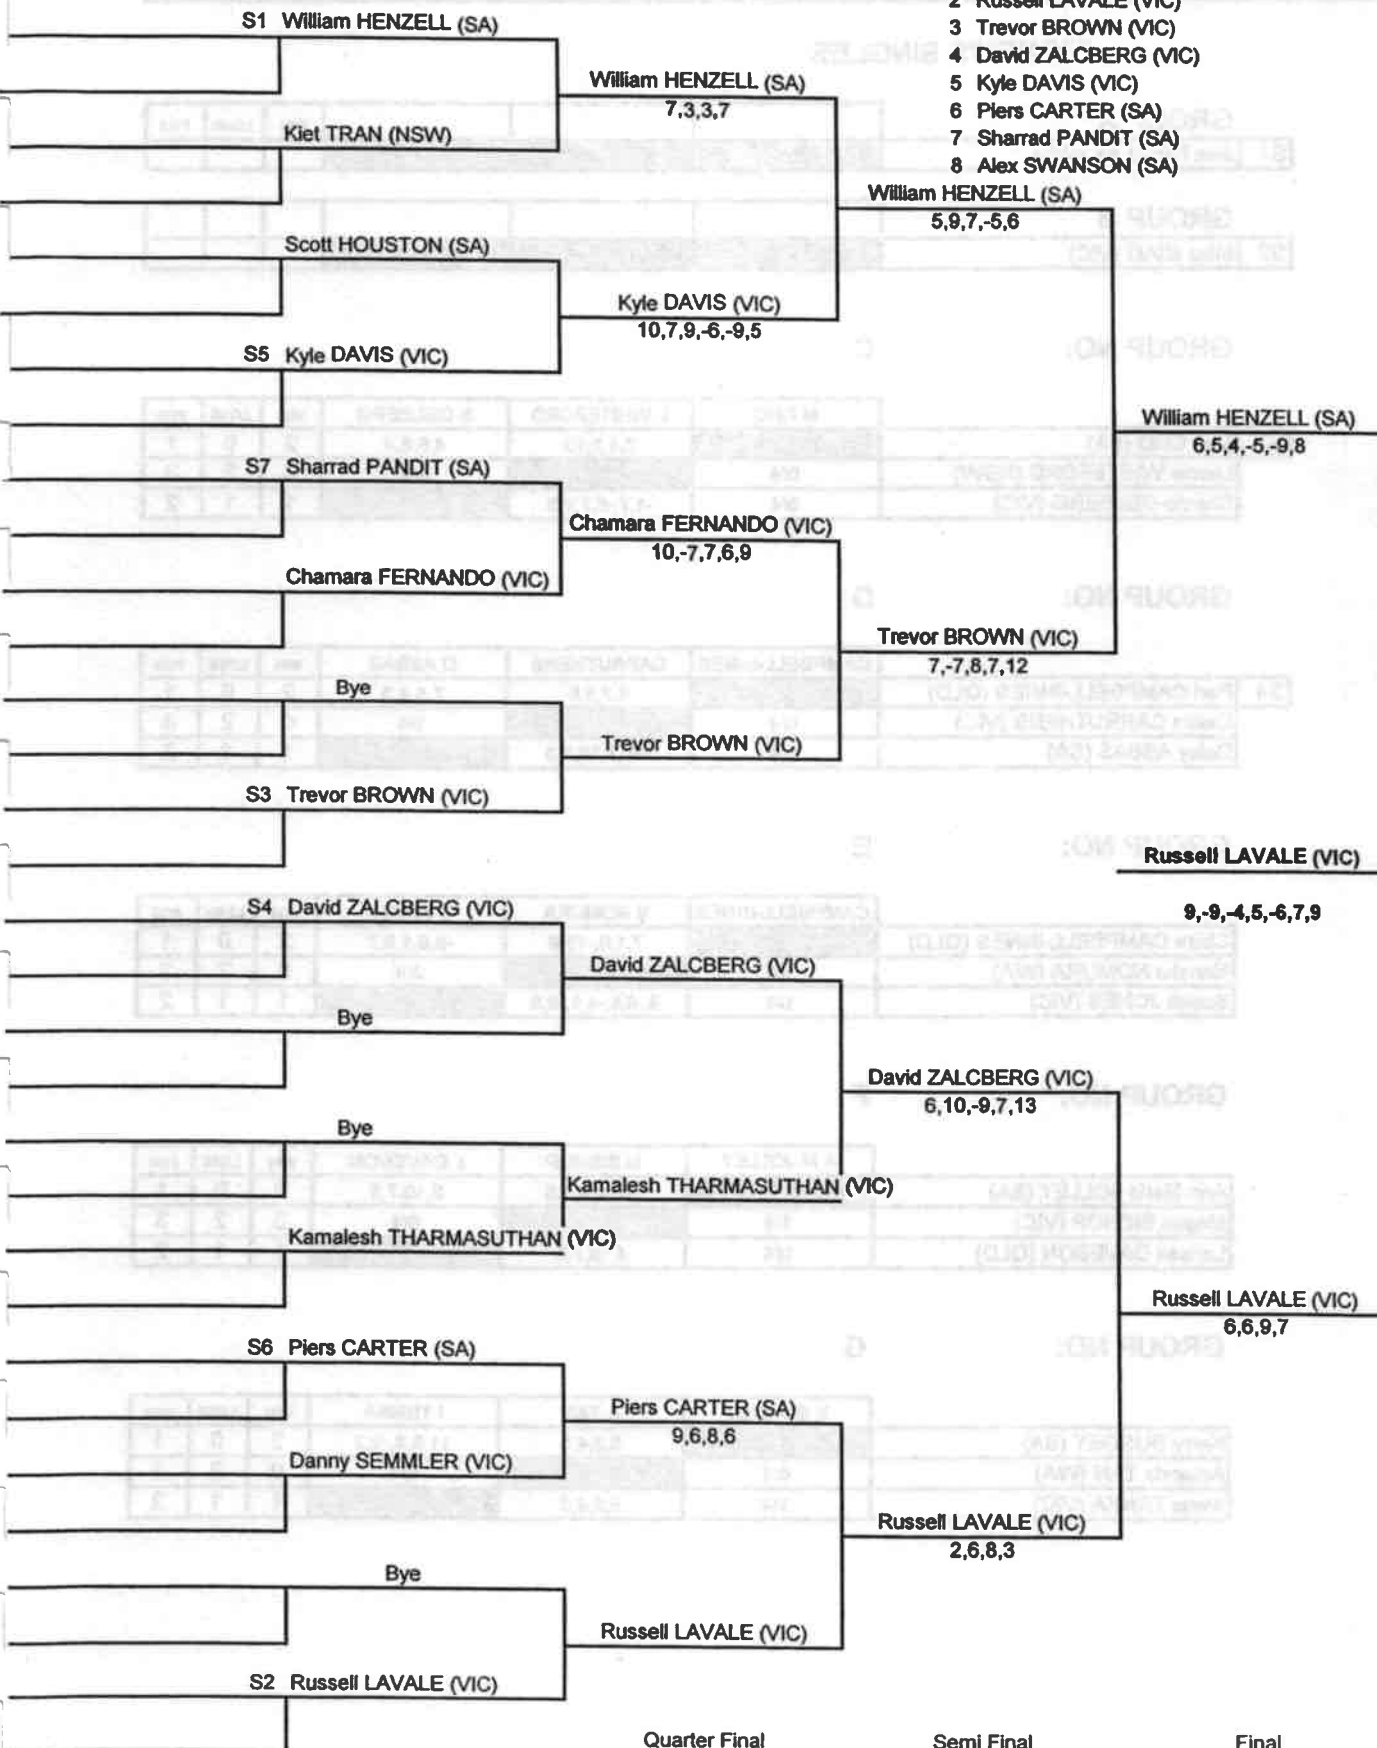 2 Russell LAVALE (VIC)
3 Trevor BROWN (VIC)
4 David ZALCBERG (VIC)
5 Kyle DAVIS (VIC)
6 Piers CARTER (SA)
7 Sharrad PANDIT (SA)
8 Alex SWANSON (SA)
S1 William HENZELL (SA)
William HENZELL (SA)
7,3,3,7
Kiet TRAN (NSW)
William HENZELL (SA)
5,9,7,-5,6
Scott HOUSTON (SA)
Kyle DAVIS (VIC)
10,7,9,-6,-9,5
S5 Kyle DAVIS (VIC)
William HENZELL (SA)
6,5,4,-5,-9,8
S7 Sharrad PANDIT (SA)
Chamara FERNANDO (VIC)
10,-7,7,6,9
Chamara FERNANDO (VIC)
Trevor BROWN (VIC)
7,-7,8,7,12
Bye
Trevor BROWN (VIC)
S3 Trevor BROWN (VIC)
Russell LAVALE (VIC)
9,-9,-4,5,-6,7,9
S4 David ZALCBERG (VIC)
David ZALCBERG (VIC)
Bye
David ZALCBERG (VIC)
6,10,-9,7,13
Bye
Kamalesh THARMASUTHAN (VIC)
Kamalesh THARMASUTHAN (VIC)
Russell LAVALE (VIC)
6,6,9,7
S6 Piers CARTER (SA)
Piers CARTER (SA)
9,6,8,6
Danny SEMMLER (VIC)
Russell LAVALE (VIC)
2,6,8,3
Bye
Russell LAVALE (VIC)
S2 Russell LAVALE (VIC)
Quarter Final
Semi Final
Final